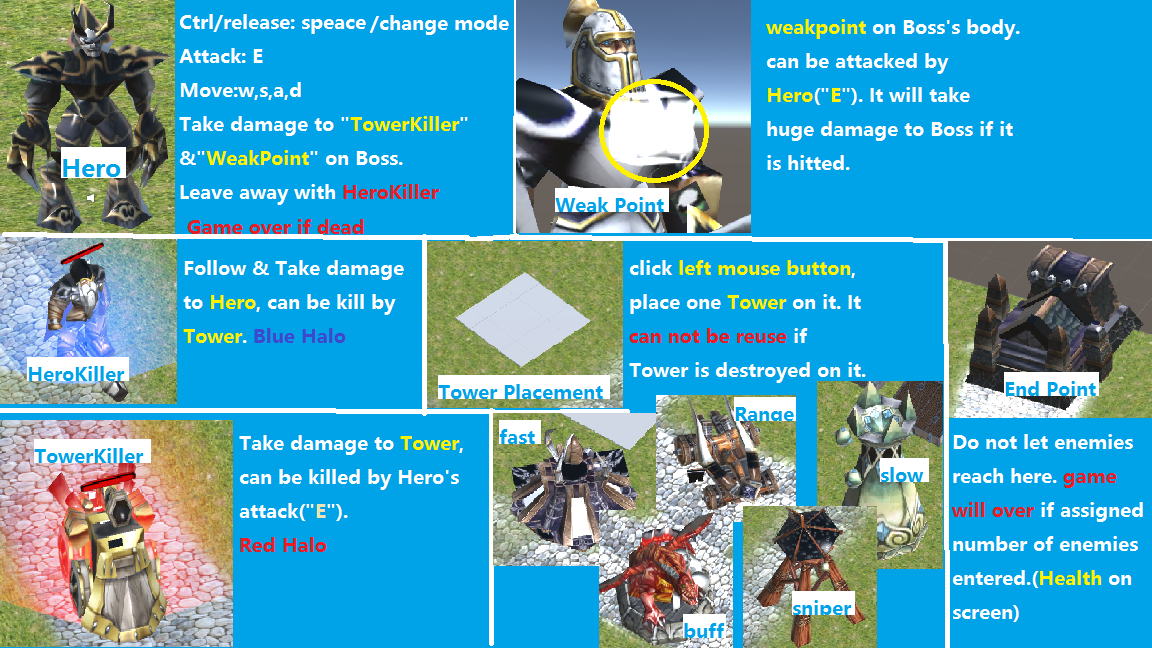 Hero
Ctrl/release: speace/change mode
Attack: E
Move:w,s,a,d
Take damage to "TowerKiller"
&"WeakPoint" on Boss.
Leave away with HeroKiller
Game over if dead
Weak Point
weakpoint on Boss's body.
can be attacked by
Hero("E"). It will take
huge damage to Boss if it
is hitted.
HeroKiller
Follow & Take damage
to Hero, can be kill by
Tower. Blue Halo
Tower Placement
click left mouse button,
place one Tower on it. It
can not be reuse if
Tower is destroyed on it.
End Point
Do not let enemies
reach here. game
will over if assigned
number of enemies
entered.(Health on
screen)
TowerKiller
Take damage to Tower,
can be killed by Hero's
attack("E").
Red Halo
fast
Range
slow
buff
sniper